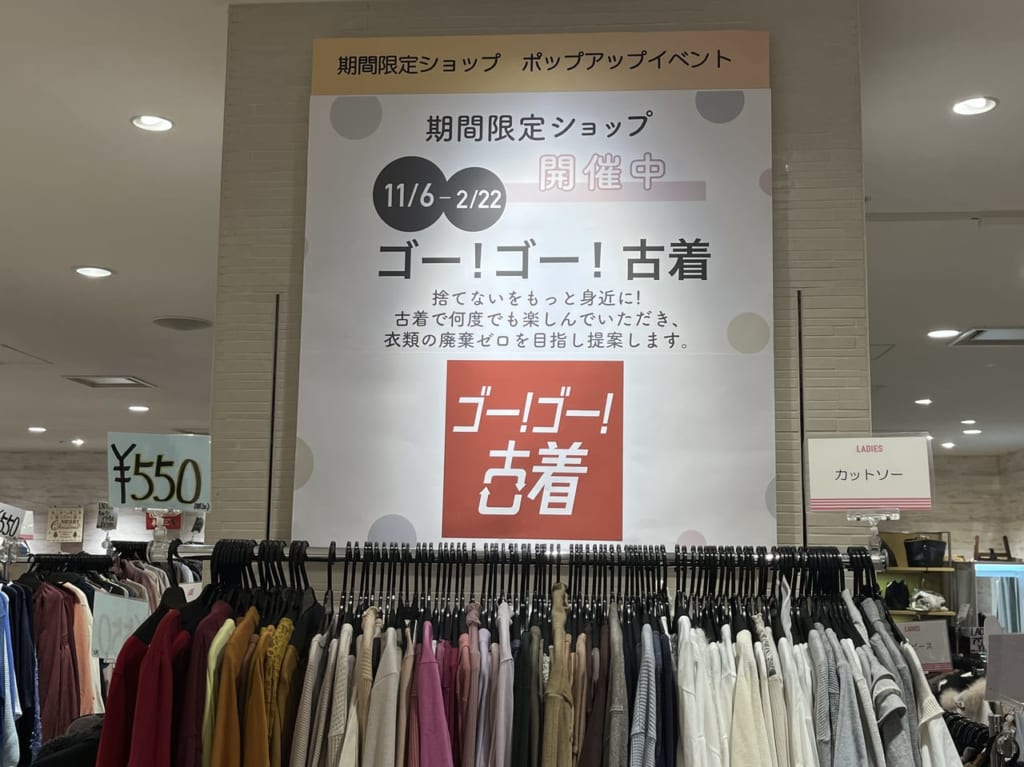 期間限定ショップ ポップアップイベント
期間限定ショップ
開催中
11/6 – 2/22
ゴー！ゴー！古着
捨てないをもっと身近に！
古着で何度でも楽しんでいただき、
衣類の廃棄ゼロを目指し提案します。
ゴー！ゴー！
古着
¥550
LADIES
カットソー
¥550
LADIES